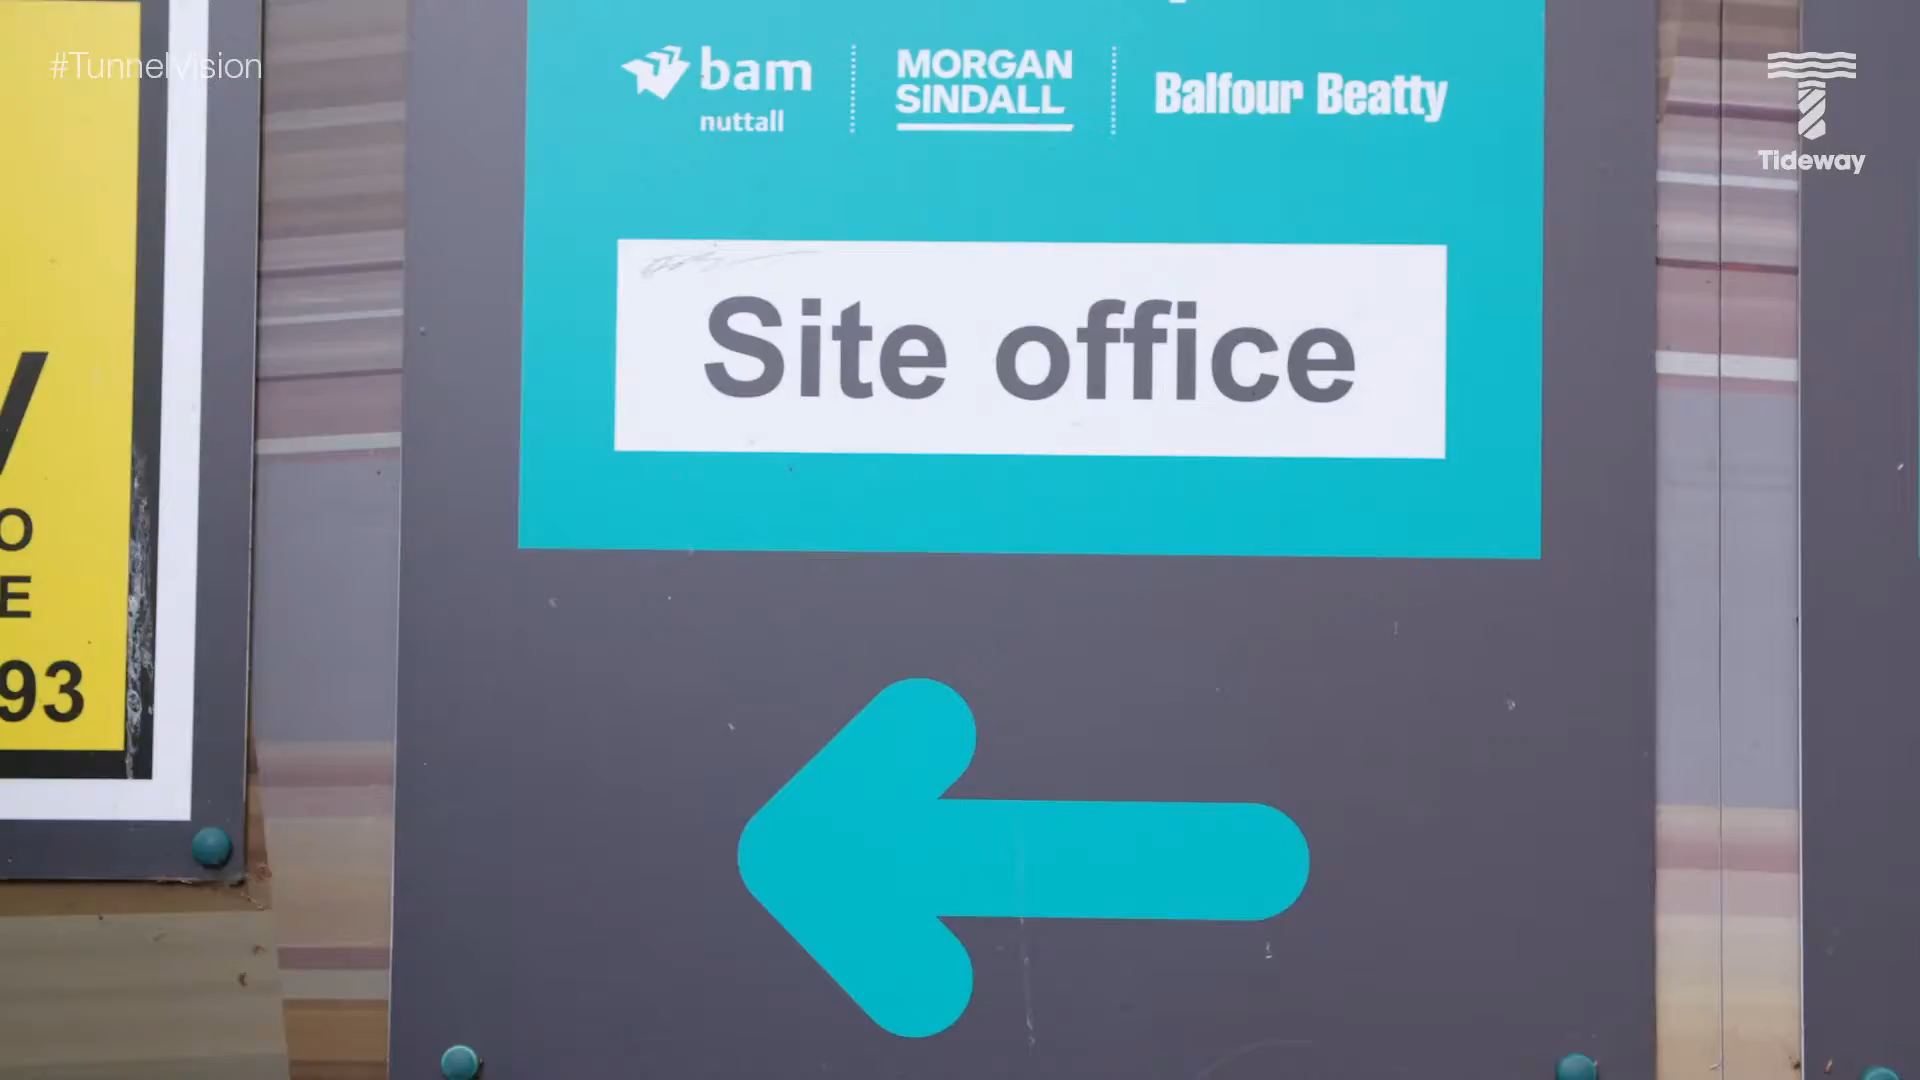 #TunnelVision
bam
nuttall
MORGAN
SINDALL
Balfour Beatty
Tideway
Site office
O
E
93